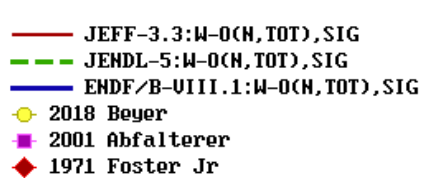 JEFF-3.3:W-0(N,TOT),SIG
JENDL-5:W-0(N,TOT),SIG
ENDF/B-VIII.1:W-0(N,TOT),SIG
2018 Beyer
2001 Abfalterer
1971 Foster Jr